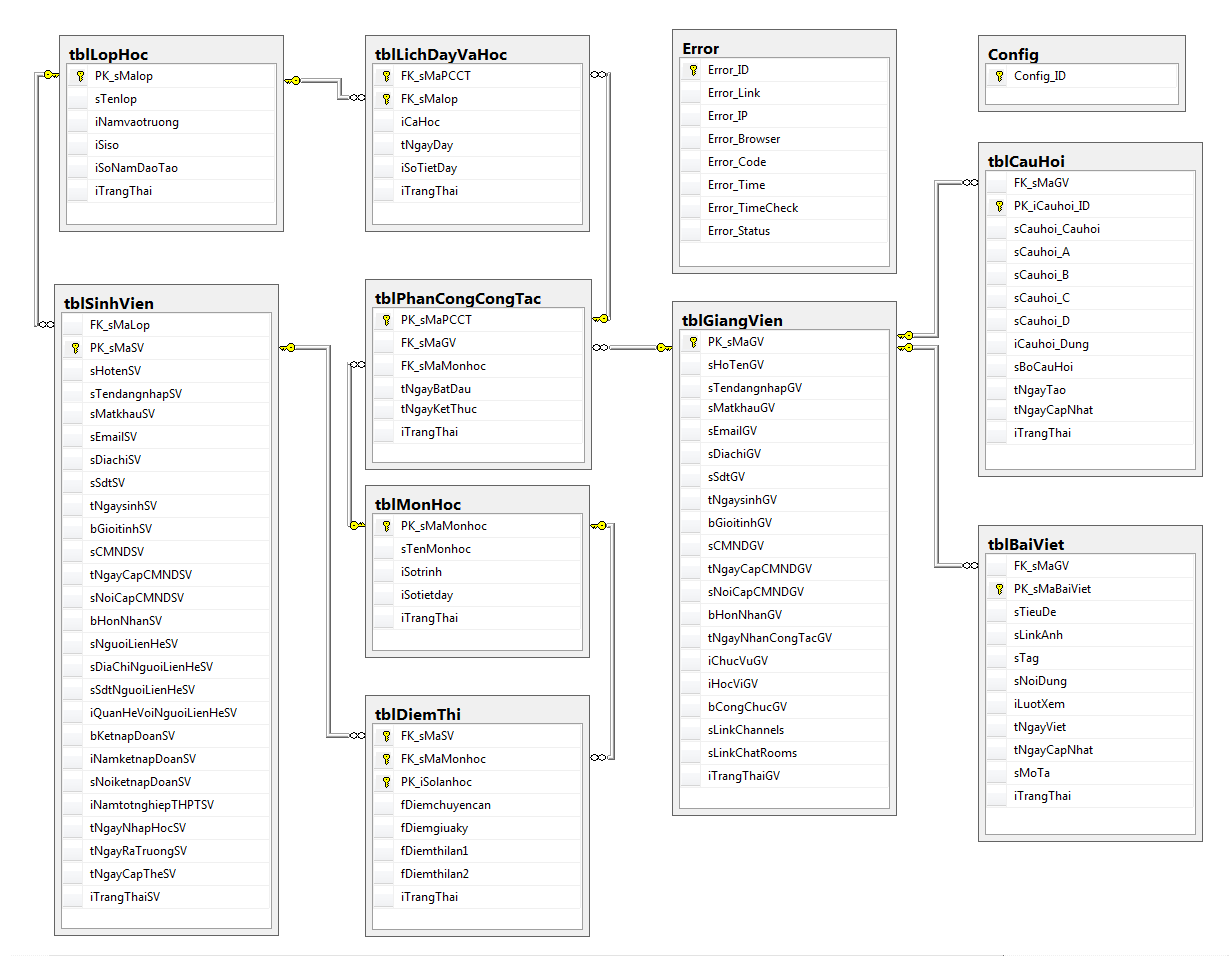 tblLopHoc
PK_sMalop
sTenlop
iNamvaotruong
iSiso
iSoNamDaoTao
iTrangThai
tblLichDayVaHoc
FK_sMaPCCT
FK_sMalop
iCaHoc
tNgayDay
iSoTietDay
iTrangThai
Error
Error_ID
Error_Link
Error_IP
Error_Browser
Error_Code
Error_Time
Error_TimeCheck
Error_Status
Config
Config_ID
tblCauHoi
FK_sMaGV
PK_iCauhoi_ID
sCauhoi_Cauhoi
sCauhoi_A
sCauhoi_B
sCauhoi_C
sCauhoi_D
iCauhoi_Dung
sBoCauHoi
tNgayTao
tNgayCapNhat
iTrangThai
tblSinhVien
FK_sMaLop
PK_sMaSV
sHotenSV
sTendangnhapSV
sMatkhauSV
sEmailSV
sDiachiSV
sSdtSV
tNgaysinhSV
bGioitinhSV
sCMNDSV
tNgayCapCMNDSV
sNoiCapCMNDSV
bHonNhanSV
sNguoiLienHeSV
sDiaChiNguoiLienHeSV
sSdtNguoiLienHeSV
iQuanHeVoiNguoiLienHeSV
bKetnapDoanSV
iNamketnapDoanSV
sNoiketnapDoanSV
iNamtotnghiepTHPTSV
tNgayNhapHocSV
tNgayRaTruongSV
tNgayCapTheSV
iTrangThaiSV
tblPhanCongCongTac
PK_sMaPCCT
FK_sMaGV
FK_sMaMonhoc
tNgayBatDau
tNgayKetThuc
iTrangThai
tblMonHoc
PK_sMaMonhoc
sTenMonhoc
iSotrinh
iSotietday
iTrangThai
tblDiemThi
FK_sMaSV
FK_sMaMonhoc
PK_iSolanhoc
fDiemchuyencan
fDiemgiuaky
fDiemthilan1
fDiemthilan2
iTrangThai
tblGiangVien
PK_sMaGV
sHoTenGV
sTendangnhapGV
sMatkhauGV
sEmailGV
sDiachiGV
sSdtGV
tNgaysinhGV
bGioitinhGV
sCMNDGV
tNgayCapCMNDGV
sNoiCapCMNDGV
bHonNhanGV
tNgayNhanCongTacGV
iChucVuGV
iHocViGV
bCongChucGV
sLinkChannels
sLinkChatRooms
iTrangThaiGV
tblBaiViet
FK_sMaGV
PK_sMaBaiViet
sTieuDe
sLinkAnh
sTag
sNoiDung
iLuotXem
tNgayViet
tNgayCapNhat
sMoTa
iTrangThai